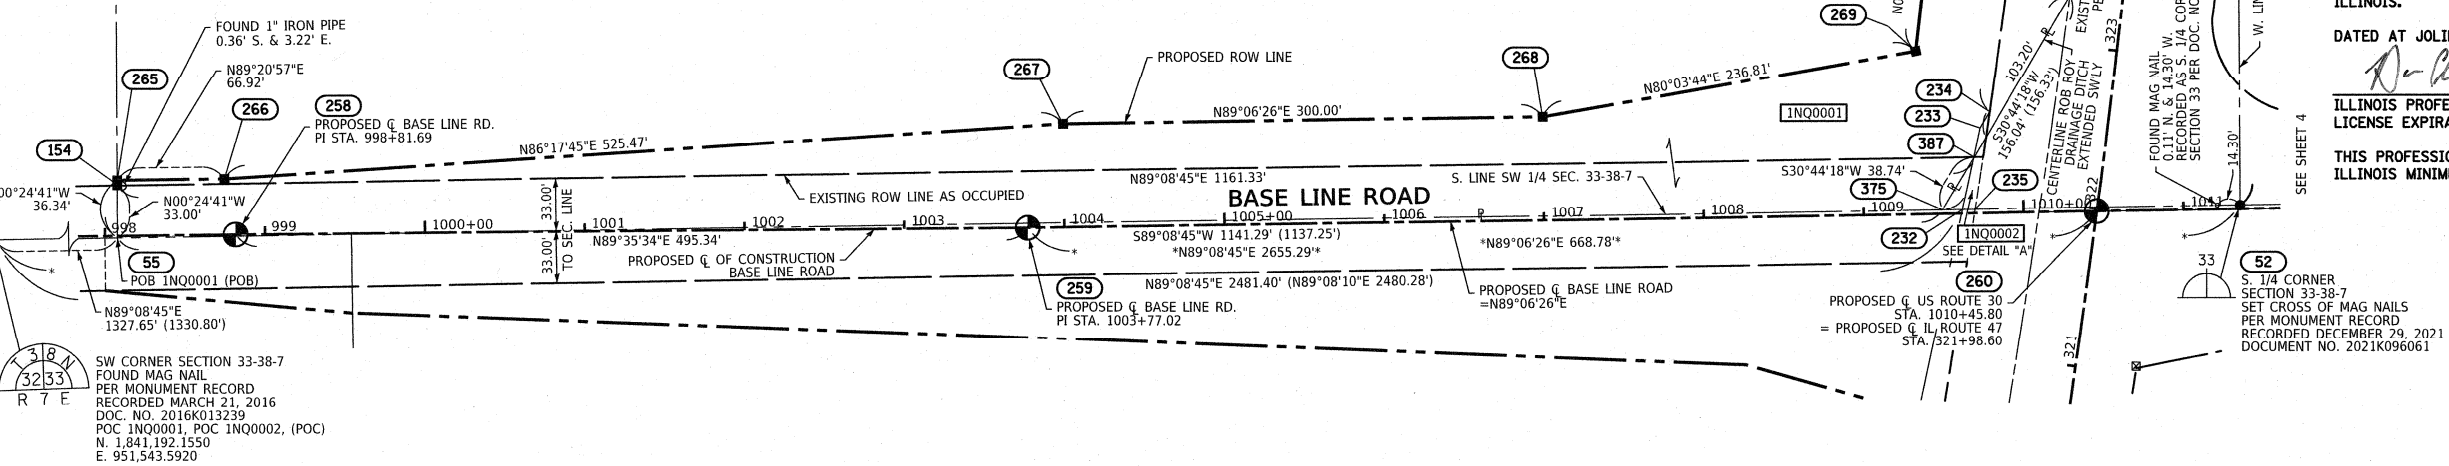 FOUND 1" IRON PIPE
0.36' S. & 3.22' E.
N89°20'57"E
66.92'
265
266
258
PROPOSED ℄ BASE LINE RD.
PI STA. 998+81.69
154
N86°17'45"E 525.47'
267
PROPOSED ROW LINE
N89°06'26"E 300.00'
268
N80°03'44"E 236.81'
269
1NQ0001
234
233
387
375
235
232
00°24'41"W
36.34'
N00°24'41"W
33.00'
33.00'
33.00'
TO SEC. LINE
EXISTING ROW LINE AS OCCUPIED
N89°08'45"E 1161.33'
BASE LINE ROAD
S. LINE SW 1/4 SEC. 33-38-7
S30°44'18"W 38.74'
998
999
1000+00
1001
1002
1003
1004
1005+00
1006
1007
1008
1009
1010+00
1011
N89°35'34"E 495.34'
S89°08'45"W 1141.29' (1137.25')
*N89°08'45"E 2655.29'*
*N89°06'26"E 668.78'*
PROPOSED ℄ OF CONSTRUCTION
BASE LINE ROAD
55
POB 1NQ0001 (POB)
N89°08'45"E
1327.65' (1330.80')
N89°08'45"E 2481.40' (N89°08'10"E 2480.28')
259
PROPOSED ℄ BASE LINE RD.
PI STA. 1003+77.02
PROPOSED ℄ BASE LINE ROAD
=N89°06'26"E
1NQ0002
SEE DETAIL "A"
260
PROPOSED ℄ US ROUTE 30
STA. 1010+45.80
= PROPOSED ℄ IL ROUTE 47
STA. 321+98.60
103.20'
S30°44'18"W
156.04' (156.33')
CENTERLINE ROB ROY
DRAINAGE DITCH
EXTENDED SWLY
EXIST
323
322
321
FOUND MAG NAIL
0.11' N. & 14.30' W.
RECORDED AS S. 1/4 COR
SECTION 33 PER DOC. NO
14.30'
W. LIN
SEE SHEET 4
33
52
S. 1/4 CORNER
SECTION 33-38-7
SET CROSS OF MAG NAILS
PER MONUMENT RECORD
RECORDED DECEMBER 29, 2021
DOCUMENT NO. 2021K096061
T 38 N
32 33
R 7 E
SW CORNER SECTION 33-38-7
FOUND MAG NAIL
PER MONUMENT RECORD
RECORDED MARCH 21, 2016
DOC. NO. 2016K013239
POC 1NQ0001, POC 1NQ0002, (POC)
N. 1,841,192.1550
E. 951,543.5920
ILLINOIS.
DATED AT JOLI
ILLINOIS PROFE
LICENSE EXPIRA
THIS PROFESSIO
ILLINOIS MINIM